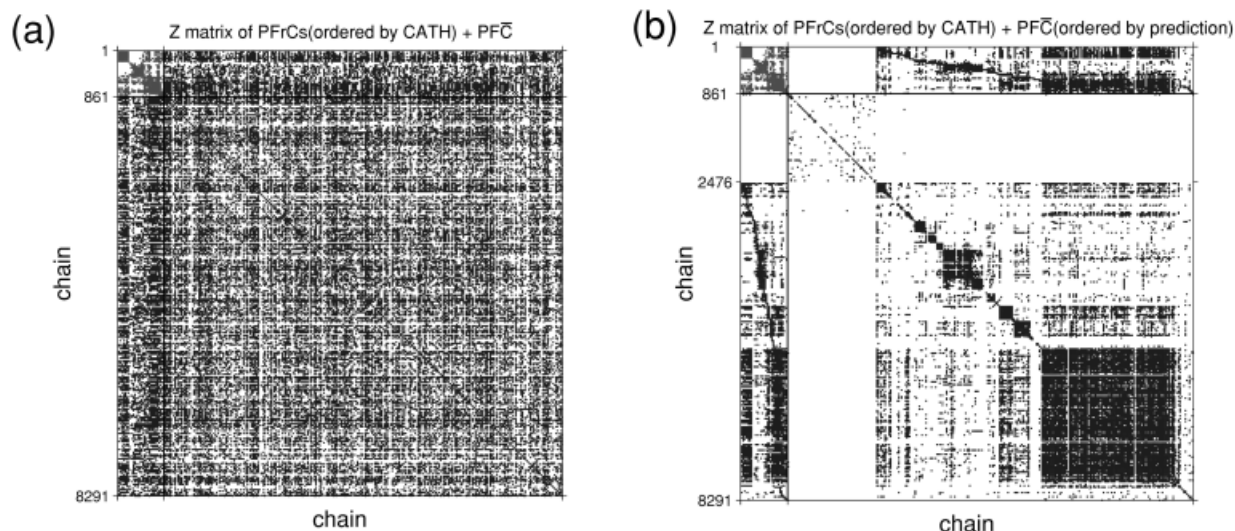 (a)
Z matrix of PFrCs(ordered by CATH) + PFC̅
1
861
8291
chain
chain
(b)
Z matrix of PFrCs(ordered by CATH) + PFC̅(ordered by prediction)
1
861
2476
8291
chain
chain